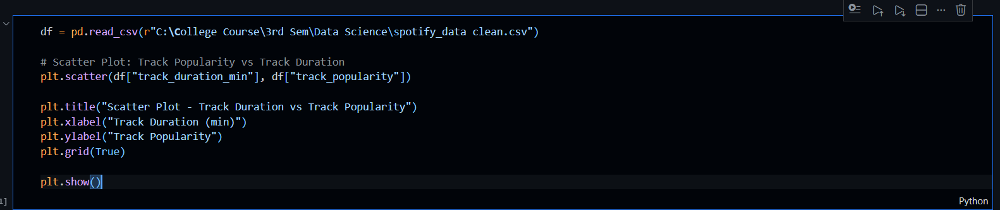 df = pd.read_csv(r"C:\College Course\3rd Sem\Data Science\spotify_data clean.csv")
# Scatter Plot: Track Popularity vs Track Duration
plt.scatter(df["track_duration_min"], df["track_popularity"])
plt.title("Scatter Plot - Track Duration vs Track Popularity")
plt.xlabel("Track Duration (min)")
plt.ylabel("Track Popularity")
plt.grid(True)
plt.show()
1]
Python